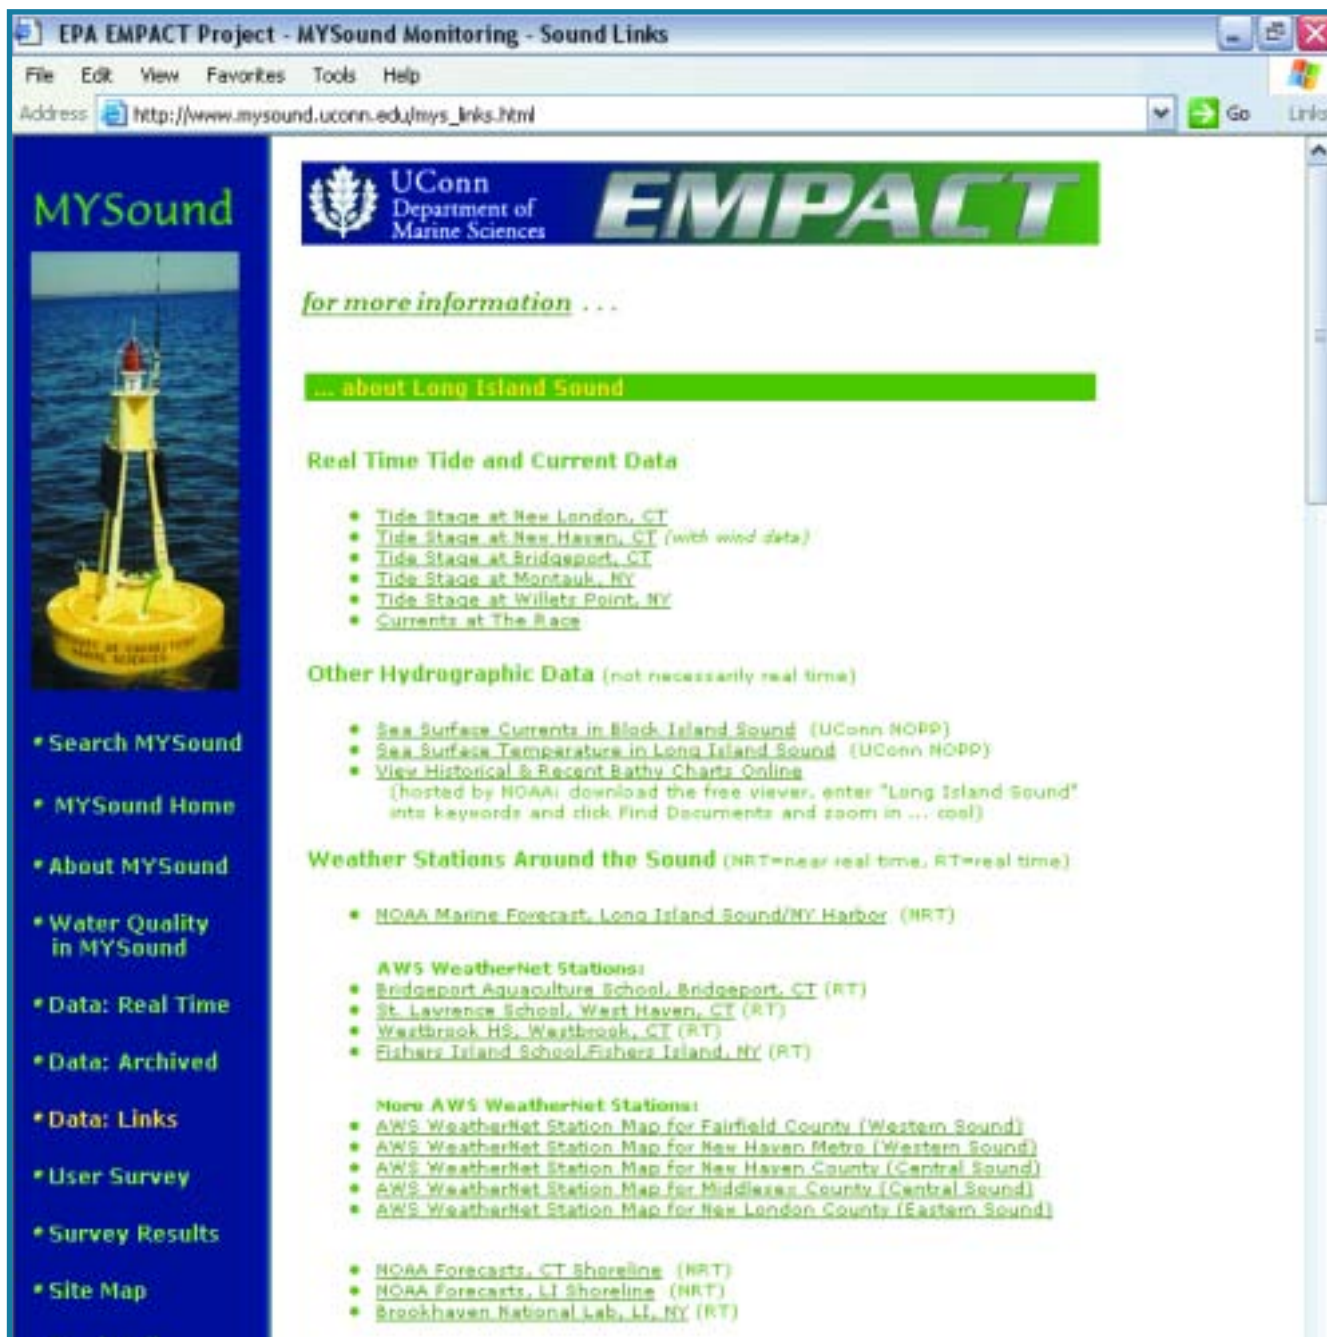 EPA EMPACT Project - MYSound Monitoring - Sound Links
File Edit View Favorites Tools Help
Address http://www.mysound.uconn.edu/mys_links.html Go Links
MYSound
UConn
Department of
Marine Sciences
EMPACT
for more information . . .
... about Long Island Sound
Real Time Tide and Current Data
Tide Stage at New London, CT
Tide Stage at New Haven, CT (with wind data)
Tide Stage at Bridgeport, CT
Tide Stage at Montauk, NY
Tide Stage at Willets Point, NY
Currents at The Race
Other Hydrographic Data (not necessarily real time)
Sea Surface Currents in Block Island Sound (UConn NOPP)
Sea Surface Temperature in Long Island Sound (UConn NOPP)
View Historical & Recent Bathy Charts Online
(hosted by NOAA: download the free viewer, enter "Long Island Sound"
into keywords and click Find Documents and zoom in ... cool)
Weather Stations Around the Sound (NRT=near real time, RT=real time)
NOAA Marine Forecast, Long Island Sound/NY Harbor (NRT)
AWS WeatherNet Stations:
Bridgeport Aquaculture School, Bridgeport, CT (RT)
St. Lawrence School, West Haven, CT (RT)
Westbrook HS, Westbrook, CT (RT)
Fishers Island School,Fishers Island, NY (RT)
More AWS WeatherNet Stations:
AWS WeatherNet Station Map for Fairfield County (Western Sound)
AWS WeatherNet Station Map for New Haven Metro (Western Sound)
AWS WeatherNet Station Map for New Haven County (Central Sound)
AWS WeatherNet Station Map for Middlesex County (Central Sound)
AWS WeatherNet Station Map for New London County (Eastern Sound)
NOAA Forecasts, CT Shoreline (NRT)
NOAA Forecasts, LI Shoreline (NRT)
Brookhaven National Lab, LI, NY (RT)
MARINE SCIENCES
Search MYSound
MYSound Home
About MYSound
Water Quality
in MYSound
Data: Real Time
Data: Archived
Data: Links
User Survey
Survey Results
Site Map